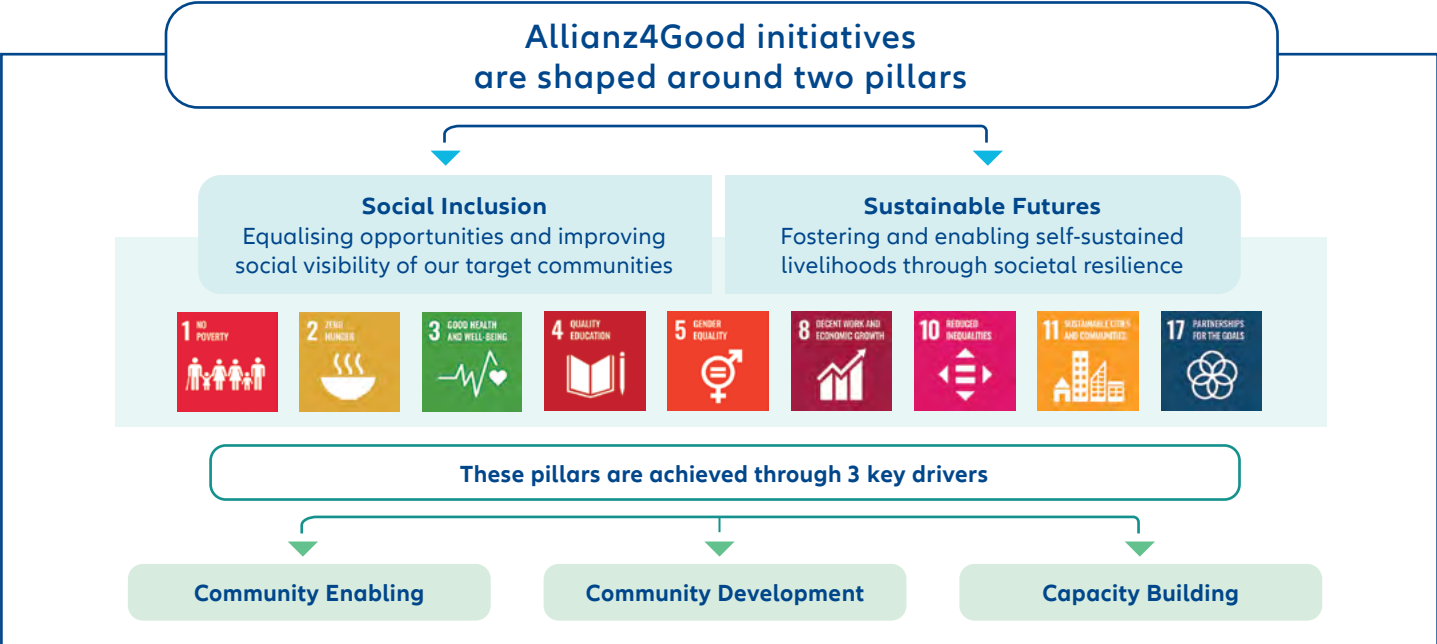 Allianz4Good initiatives
are shaped around two pillars
Social Inclusion
Equalising opportunities and improving
social visibility of our target communities
Sustainable Futures
Fostering and enabling self-sustained
livelihoods through societal resilience
1 NO
POVERTY
2 ZERO
HUNGER
3 GOOD HEALTH
AND WELL-BEING
4 QUALITY
EDUCATION
5 GENDER
EQUALITY
8 DECENT WORK AND
ECONOMIC GROWTH
10 REDUCED
INEQUALITIES
11 SUSTAINABLE CITIES
AND COMMUNITIES
17 PARTNERSHIPS
FOR THE GOALS
These pillars are achieved through 3 key drivers
Community Enabling
Community Development
Capacity Building